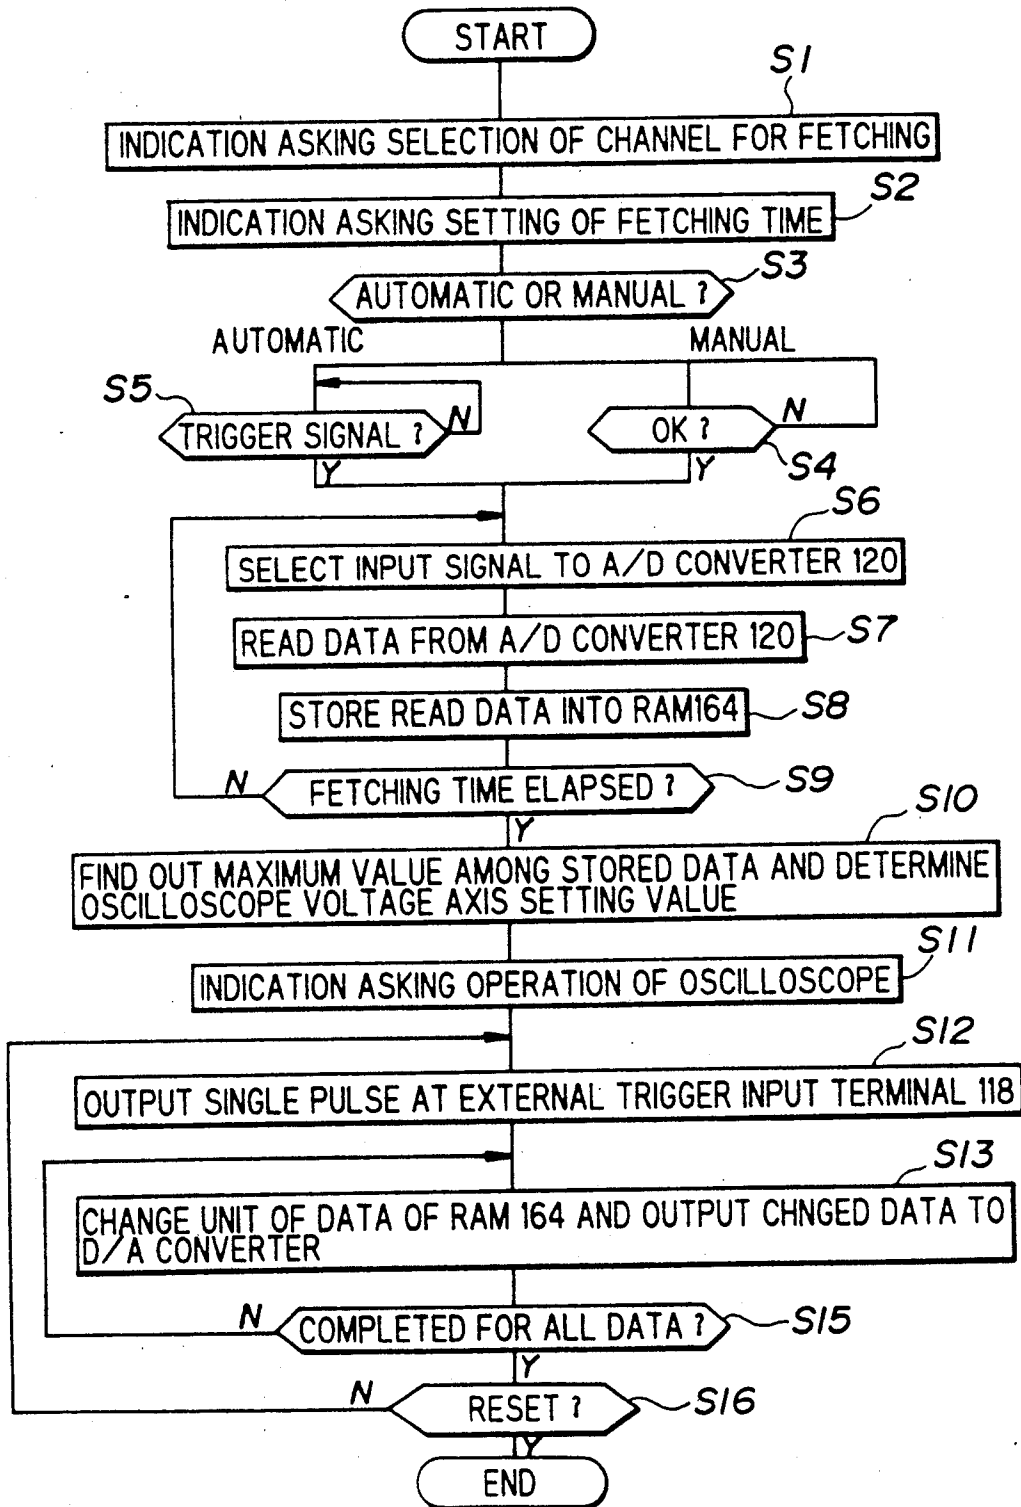 START
S1
INDICATION ASKING SELECTION OF CHANNEL FOR FETCHING
S2
INDICATION ASKING SETTING OF FETCHING TIME
S3
AUTOMATIC OR MANUAL ?
AUTOMATIC
MANUAL
S5
TRIGGER SIGNAL ?
N
Y
OK ?
N
S4
Y
S6
SELECT INPUT SIGNAL TO A/D CONVERTER 120
READ DATA FROM A/D CONVERTER 120
S7
STORE READ DATA INTO RAM164
S8
N
FETCHING TIME ELAPSED ?
S9
Y
S10
FIND OUT MAXIMUM VALUE AMONG STORED DATA AND DETERMINE
OSCILLOSCOPE VOLTAGE AXIS SETTING VALUE
S11
INDICATION ASKING OPERATION OF OSCILLOSCOPE
S12
OUTPUT SINGLE PULSE AT EXTERNAL TRIGGER INPUT TERMINAL 118
S13
CHANGE UNIT OF DATA OF RAM 164 AND OUTPUT CHNGED DATA TO
D/A CONVERTER
N
COMPLETED FOR ALL DATA ?
S15
Y
N
RESET ?
S16
Y
END